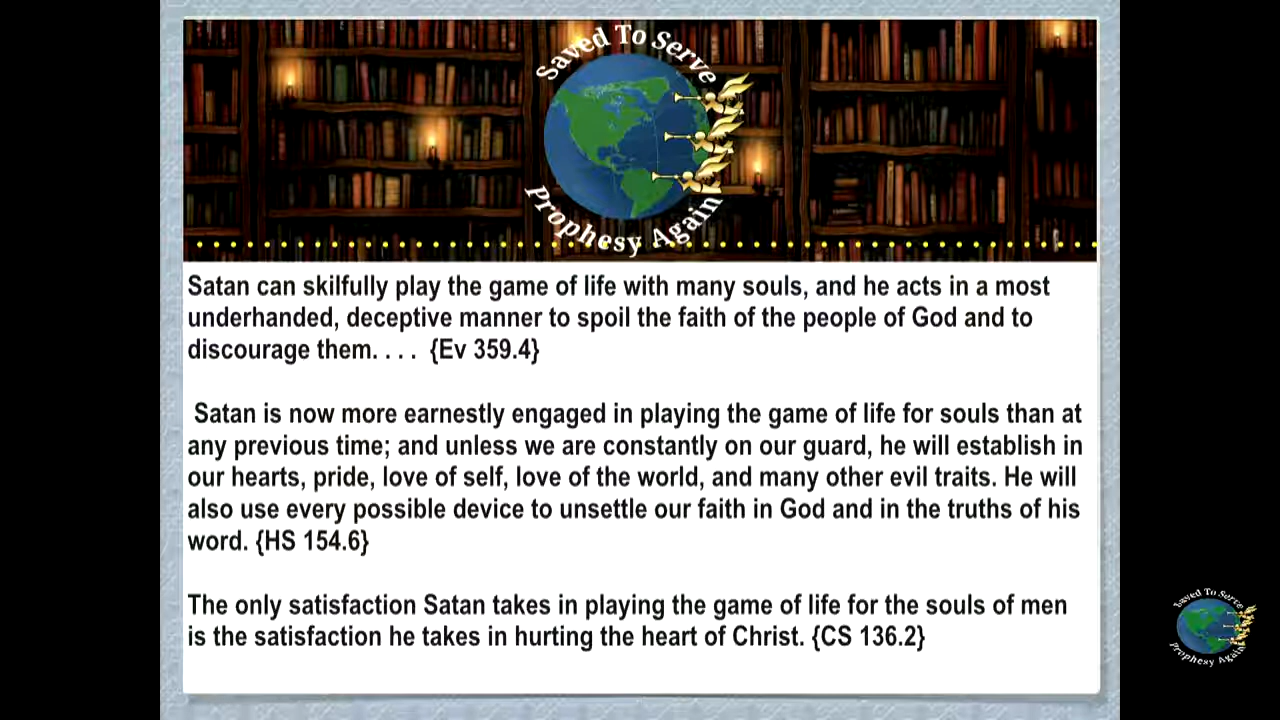 Saved To Serve
Prophesy Again
Satan can skilfully play the game of life with many souls, and he acts in a most
underhanded, deceptive manner to spoil the faith of the people of God and to
discourage them. . . .  {Ev 359.4}
Satan is now more earnestly engaged in playing the game of life for souls than at
any previous time; and unless we are constantly on our guard, he will establish in
our hearts, pride, love of self, love of the world, and many other evil traits. He will
also use every possible device to unsettle our faith in God and in the truths of his
word. {HS 154.6}
The only satisfaction Satan takes in playing the game of life for the souls of men
is the satisfaction he takes in hurting the heart of Christ. {CS 136.2}
Saved To Serve
Prophesy Again